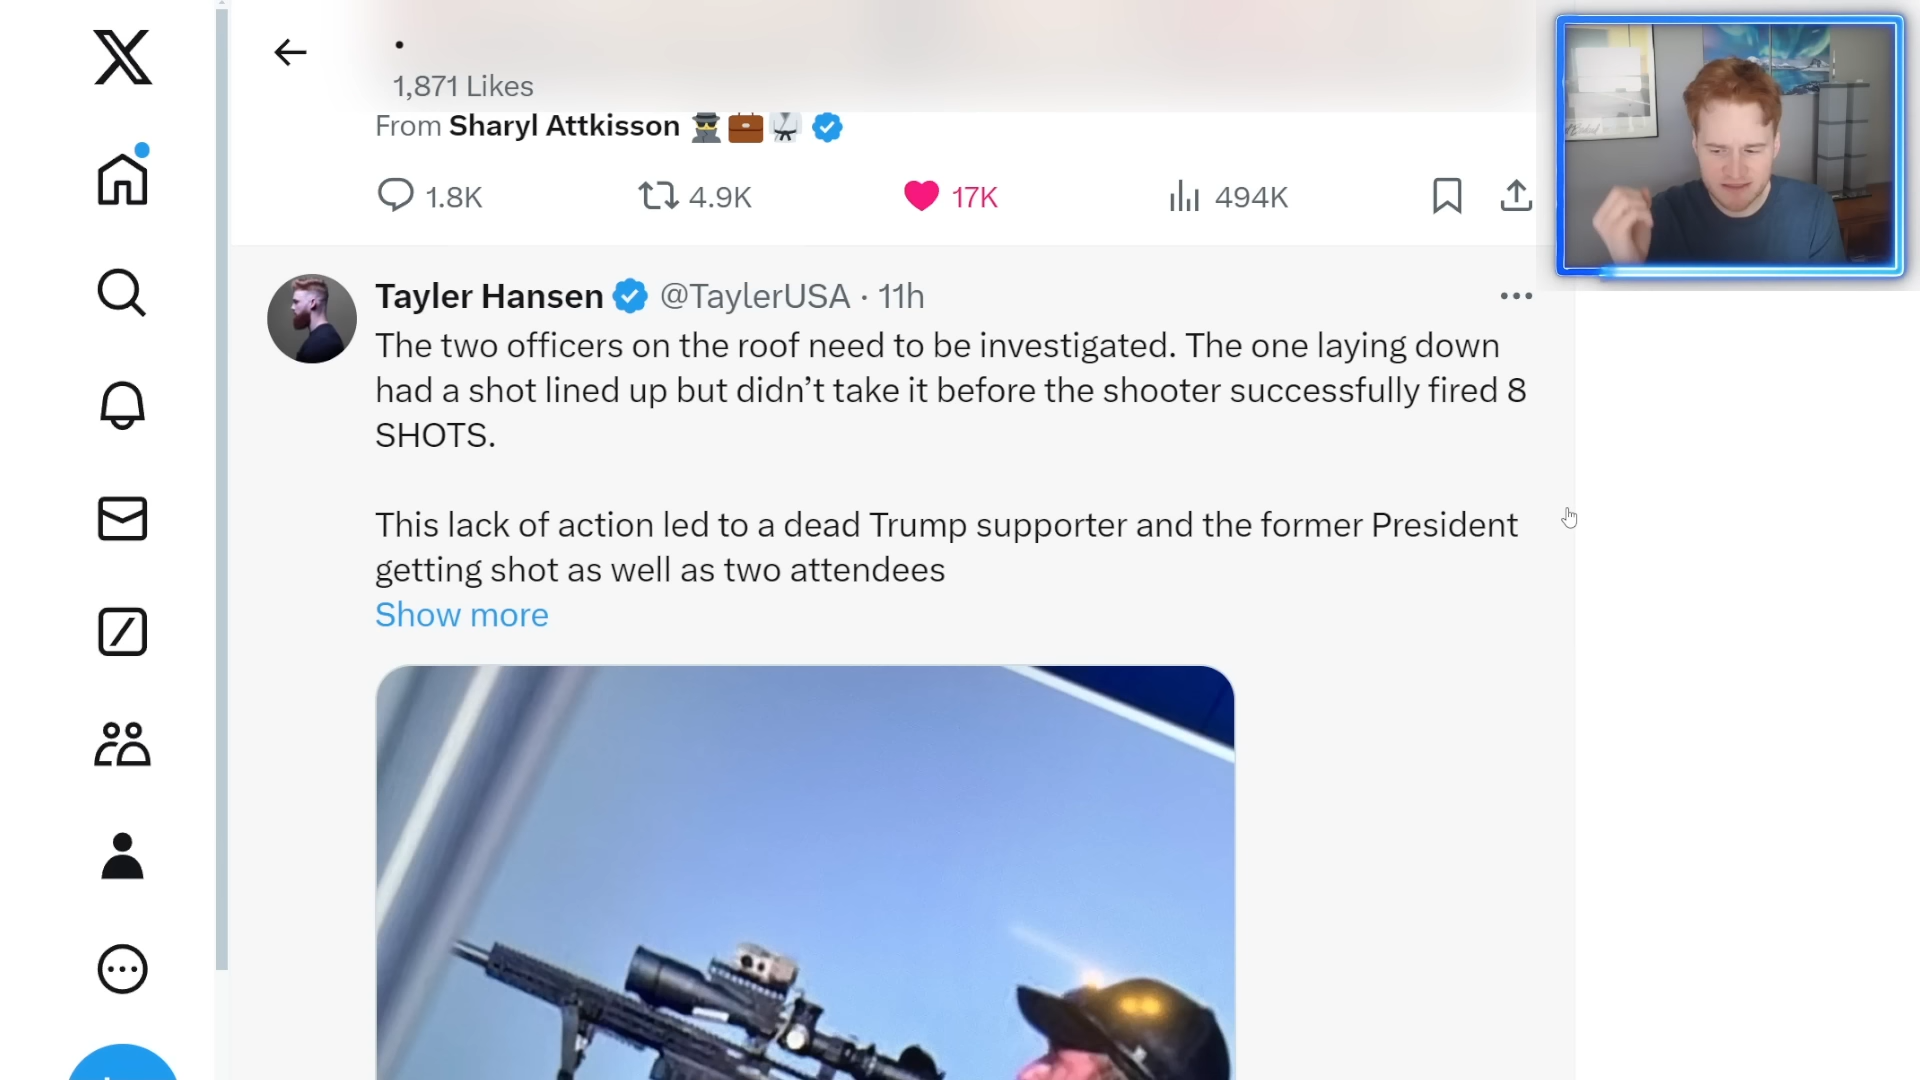 1,871 Likes
From Sharyl Attkisson
1.8K 4.9K 17K 494K
Tayler Hansen @TaylerUSA · 11h
The two officers on the roof need to be investigated. The one laying down
had a shot lined up but didn’t take it before the shooter successfully fired 8
SHOTS.
This lack of action led to a dead Trump supporter and the former President
getting shot as well as two attendees
Show more